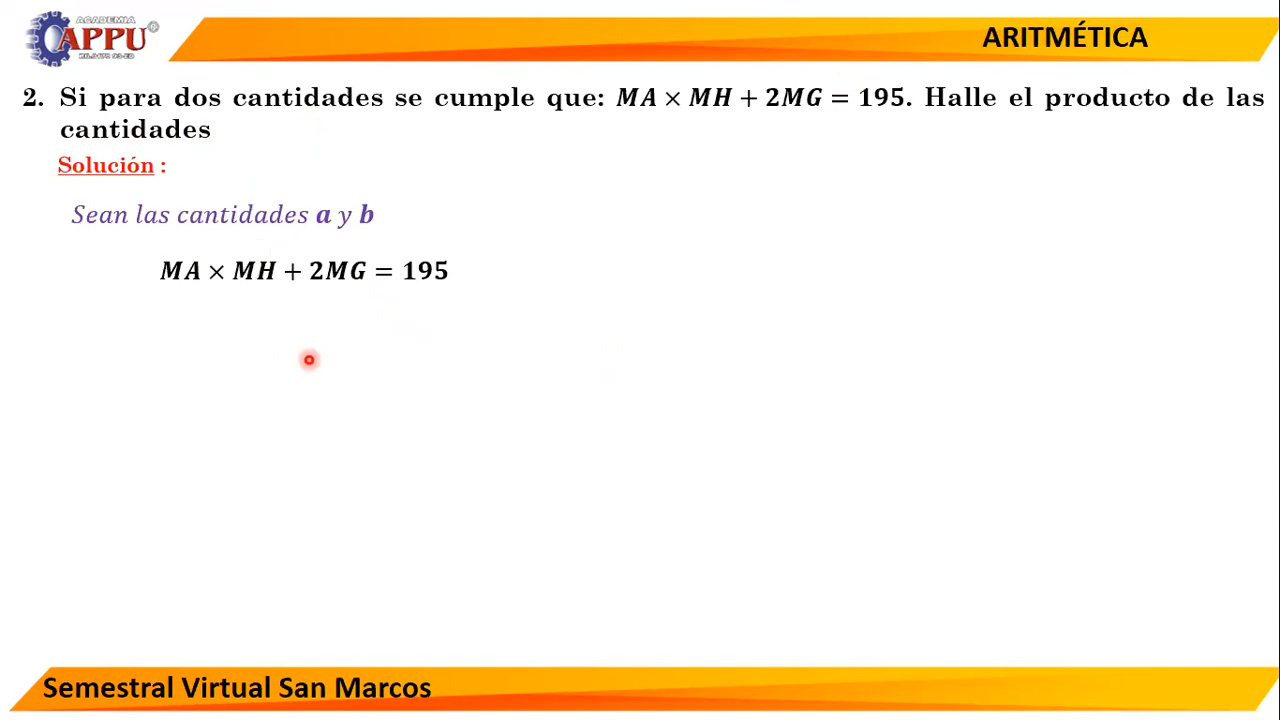 ACADEMIA
APPU
ARITMÉTICA
2. Si para dos cantidades se cumple que: MA × MH + 2MG = 195. Halle el producto de las
cantidades
Solución :
Sean las cantidades a y b
MA × MH + 2MG = 195
Semestral Virtual San Marcos